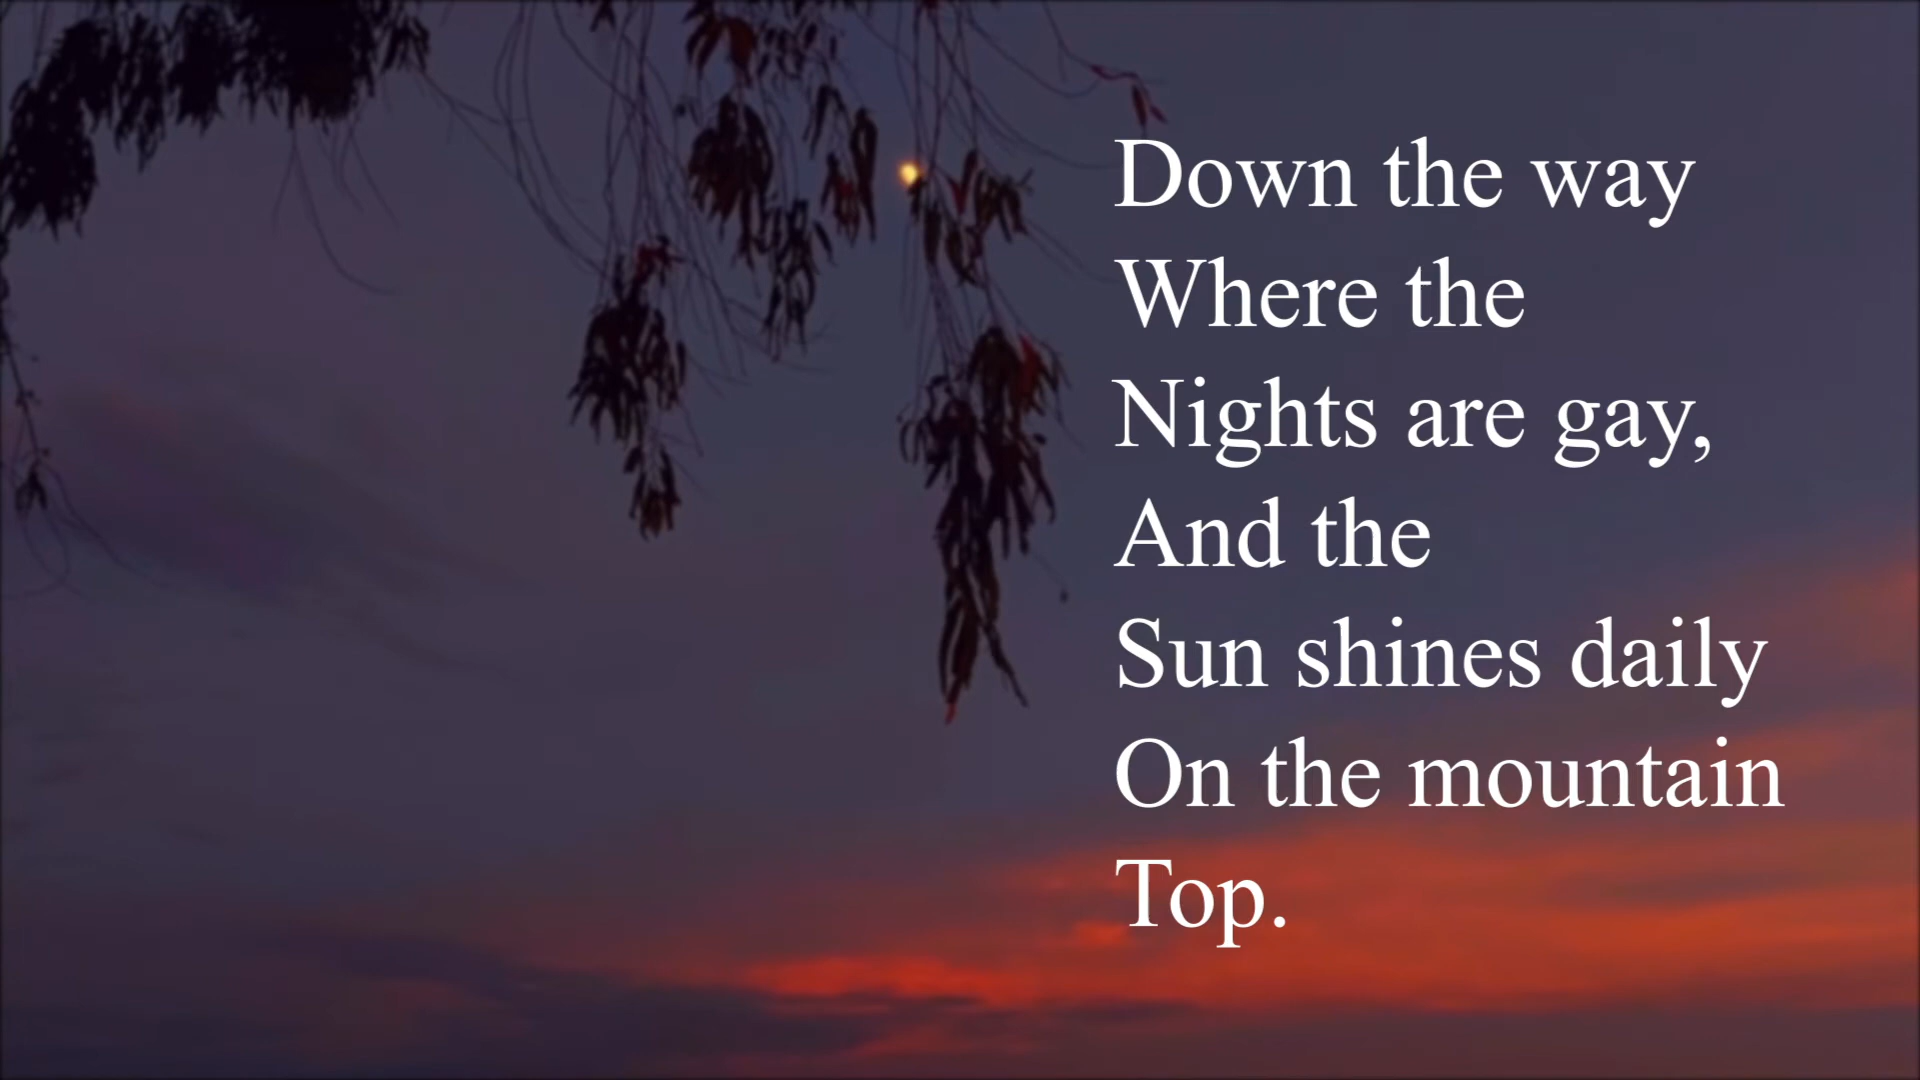 Down the way
Where the
Nights are gay,
And the
Sun shines daily
On the mountain
Top.